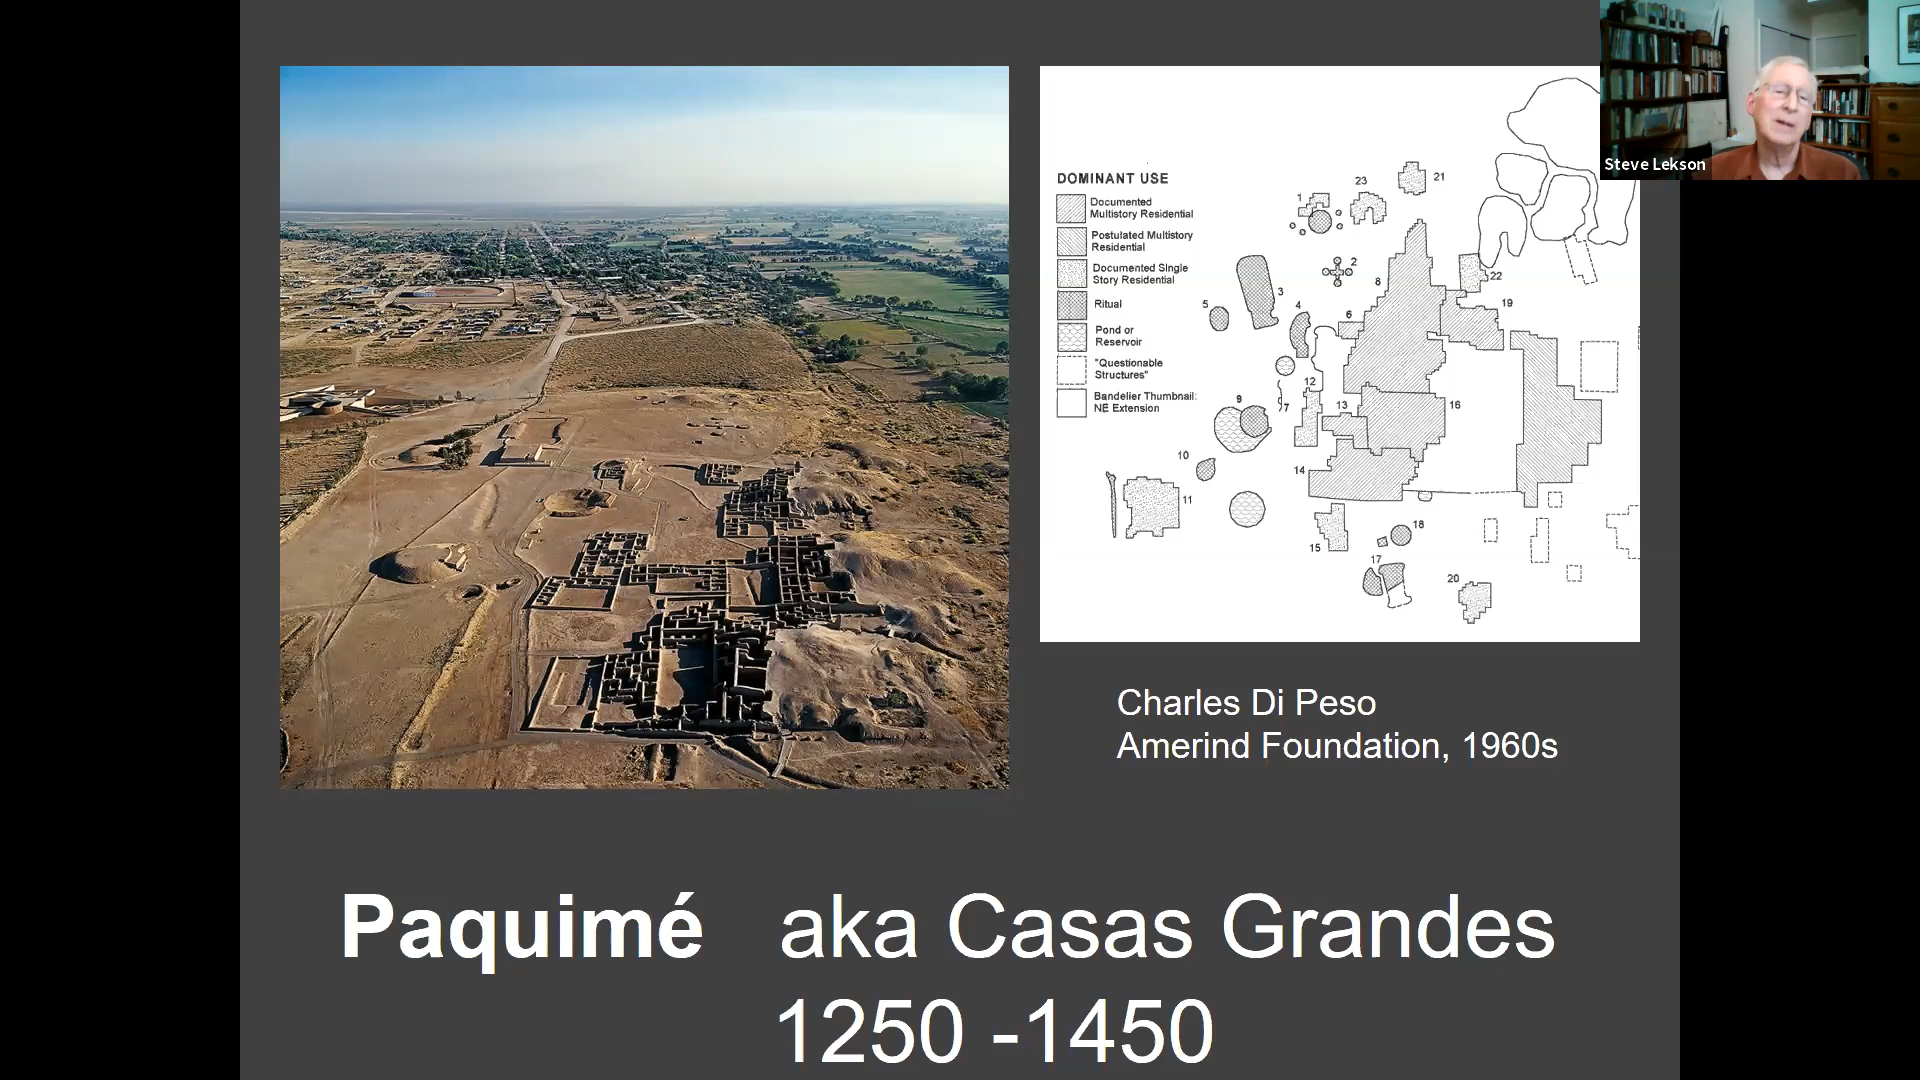 Steve Lekson
DOMINANT USE
Documented
Multistory Residential
Postulated Multistory
Residential
Documented Single
Story Residential
Ritual
Pond or
Reservoir
"Questionable
Structures"
Bandelier Thumbnail:
NE Extension
1
23
21
2
8
22
3
5
4
6
19
12
7
9
13
16
10
14
11
18
15
17
20
Charles Di Peso
Amerind Foundation, 1960s
Paquimé aka Casas Grandes
1250 -1450